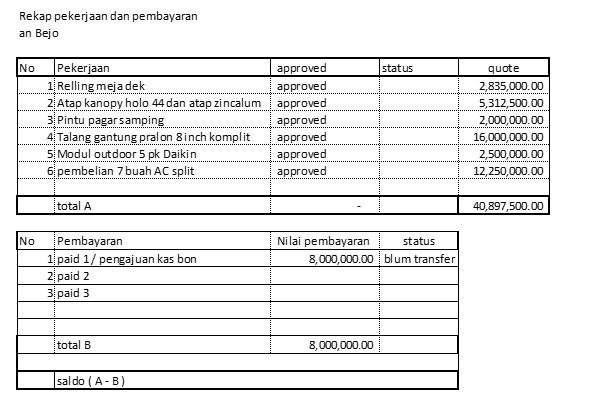 Rekap pekerjaan dan pembayaran
an Bejo
No Pekerjaan approved status quote
1 Relling meja dek approved 2,835,000.00
2 Atap kanopy holo 44 dan atap zincalum approved 5,312,500.00
3 Pintu pagar samping approved 2,000,000.00
4 Talang gantung pralon 8 inch komplit approved 16,000,000.00
5 Modul outdoor 5 pk Daikin approved 2,500,000.00
6 pembelian 7 buah AC split approved 12,250,000.00
total A - 40,897,500.00
No Pembayaran Nilai pembayaran status
1 paid 1/ pengajuan kas bon 8,000,000.00 blum transfer
2 paid 2
3 paid 3
total B 8,000,000.00
saldo ( A - B )